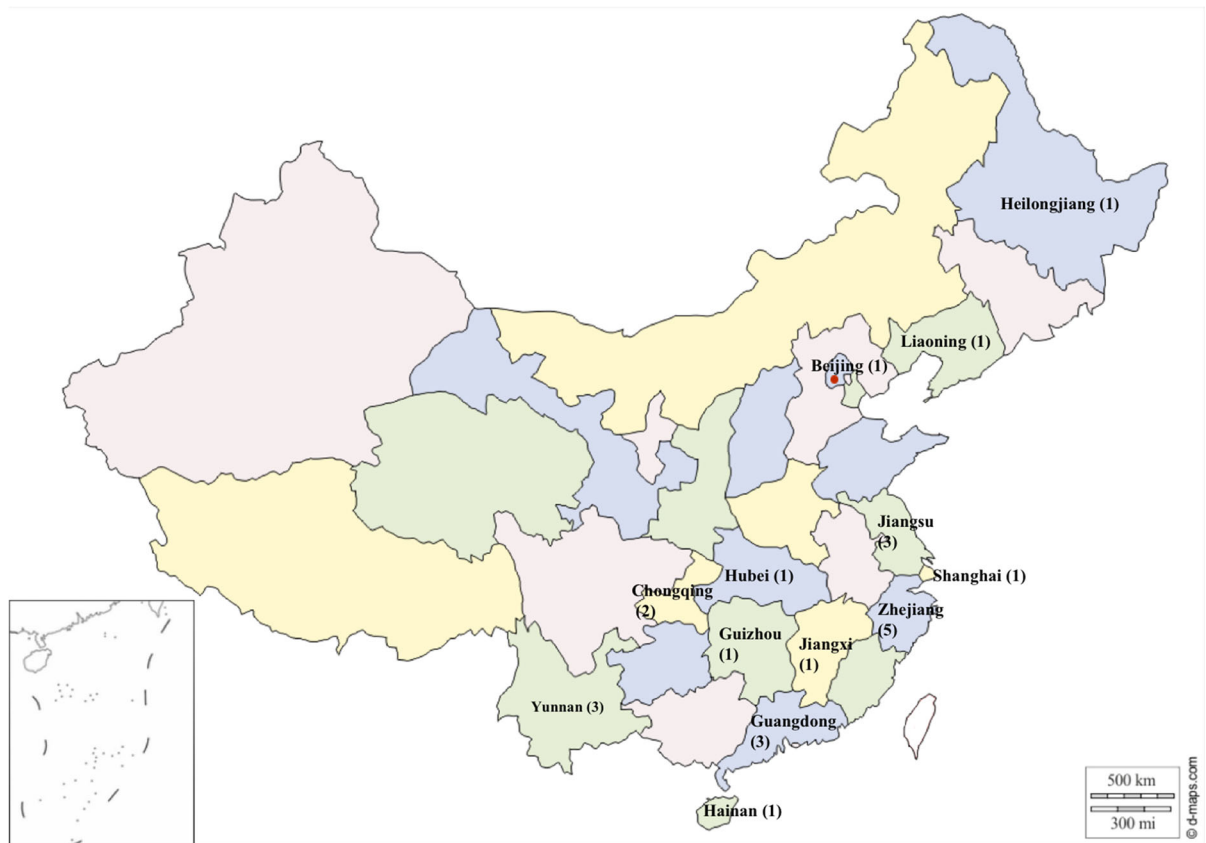 Heilongjiang (1)
Liaoning (1)
Beijing (1)
Jiangsu
(3)
Shanghai (1)
Hubei (1)
Chongqing
(2)
Zhejiang
(5)
Guizhou
(1)
Jiangxi
(1)
Yunnan (3)
Guangdong
(3)
Hainan (1)
500 km
300 mi
© d-maps.com